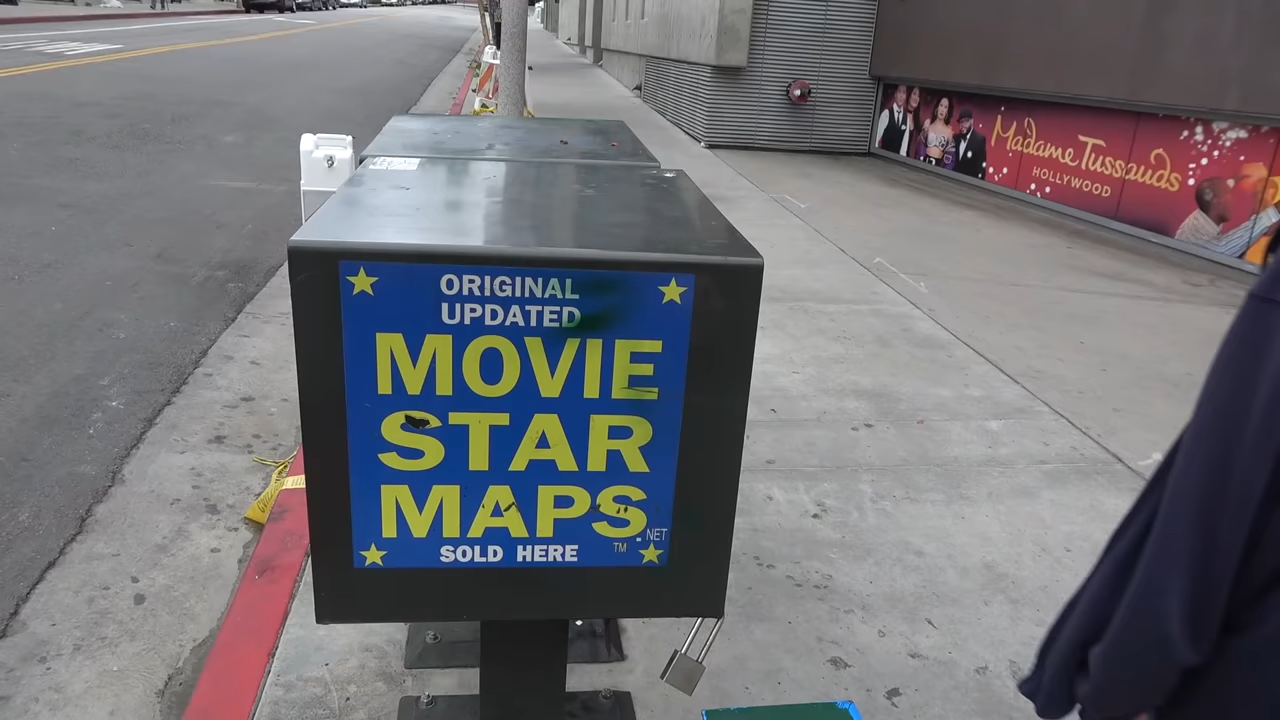 ORIGINAL
UPDATED
MOVIE
STAR
MAPS
.NET
TM
SOLD HERE
Madame Tussauds
HOLLYWOOD